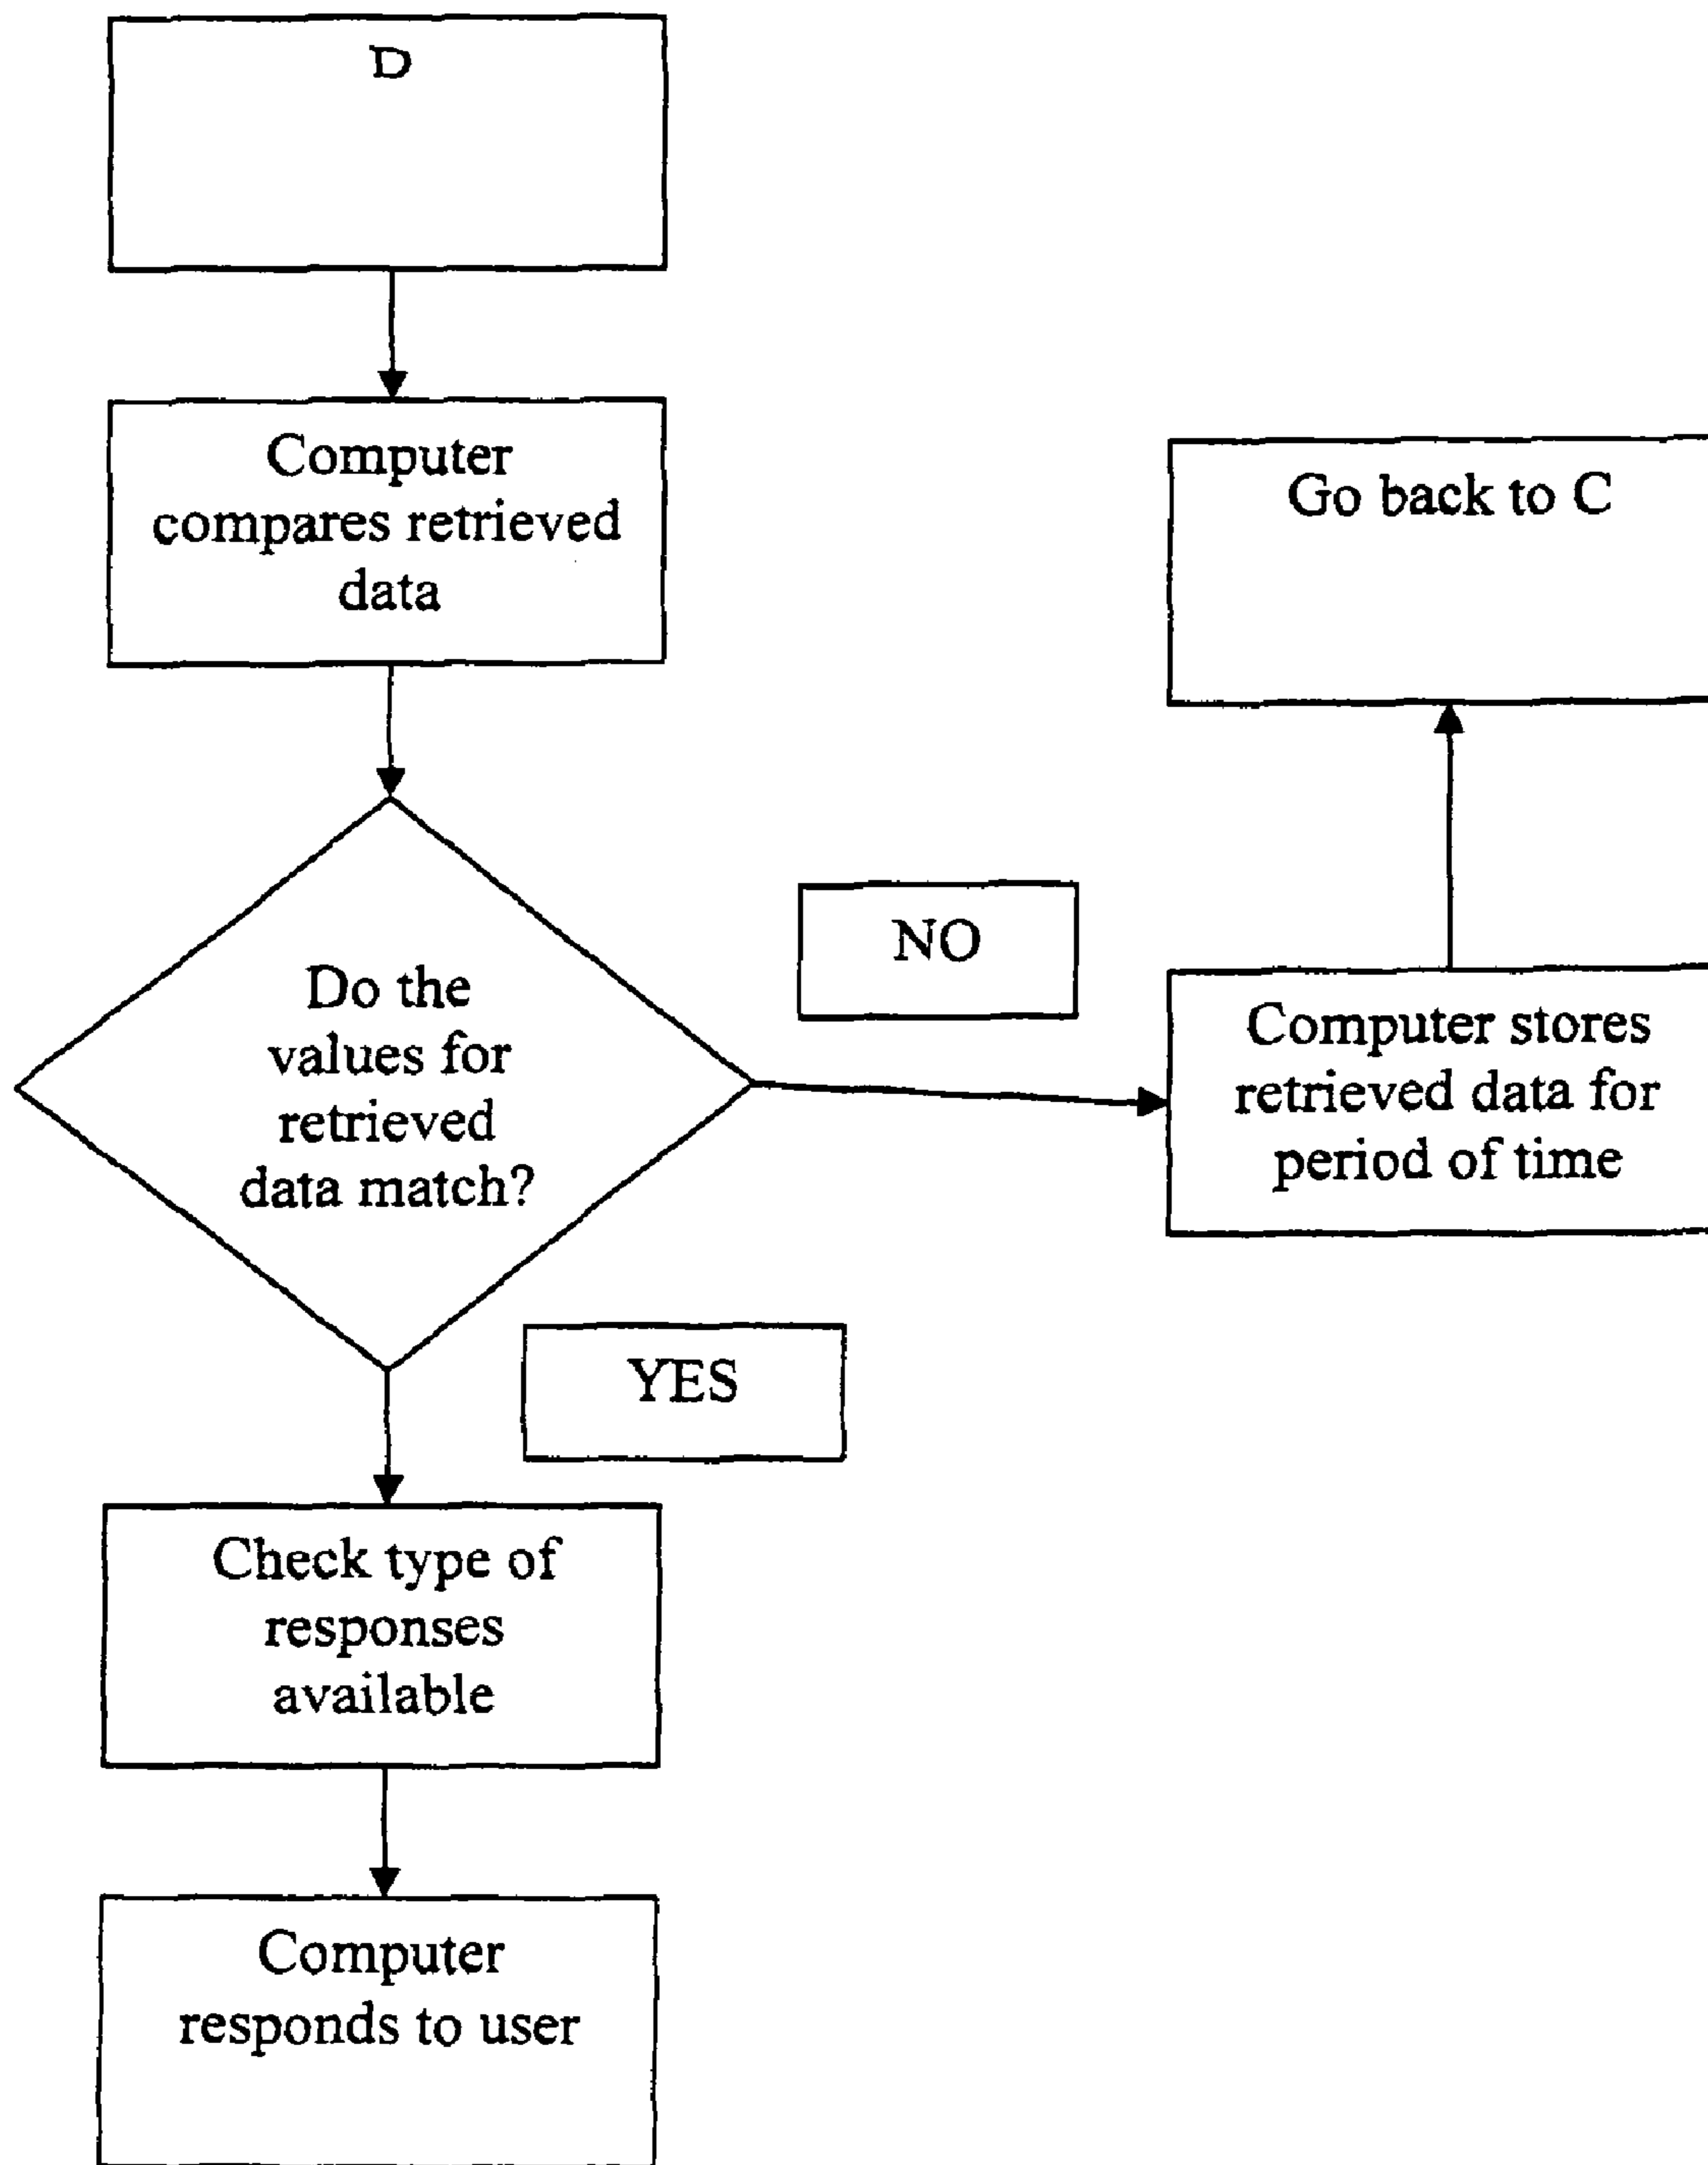 D
Computer
compares retrieved
data
Go back to C
Do the
values for
retrieved
data match?
NO
Computer stores
retrieved data for
period of time
YES
Check type of
responses
available
Computer
responds to user